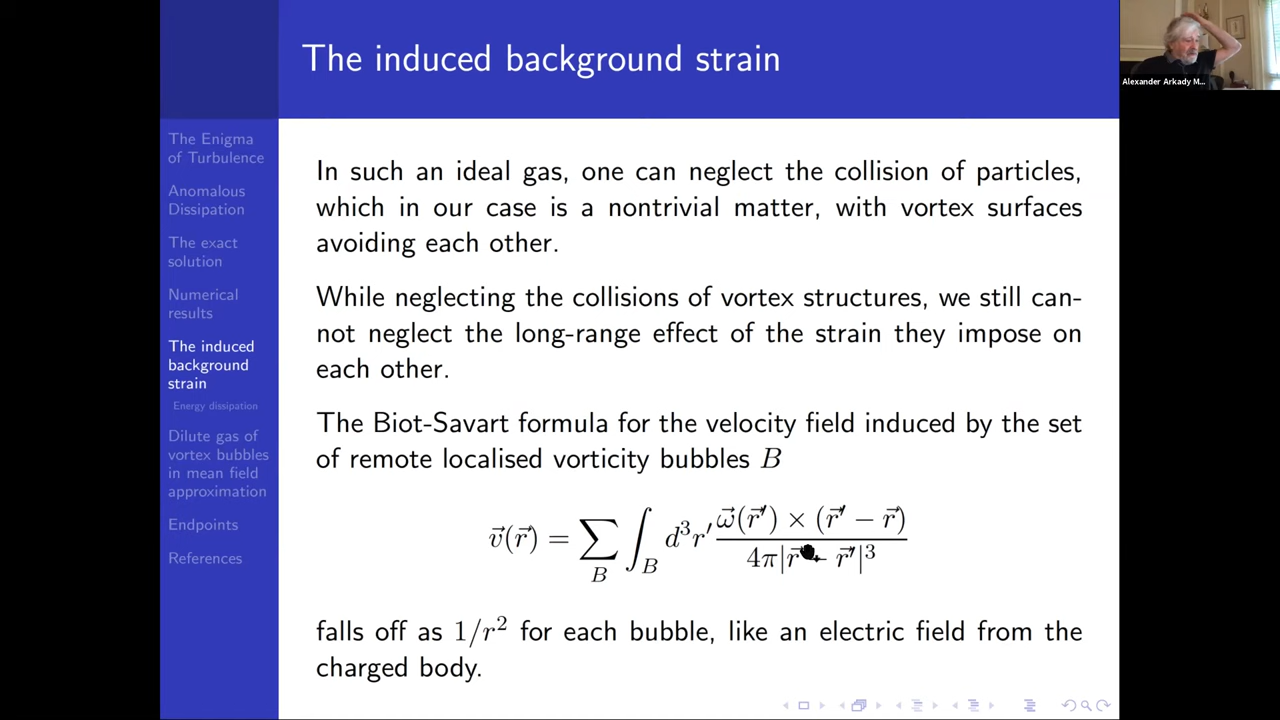 The induced background strain
Alexander Arkady M...
The Enigma
of Turbulence
Anomalous
Dissipation
The exact
solution
Numerical
results
The induced
background
strain
Energy dissipation
Dilute gas of
vortex bubbles
in mean field
approximation
Endpoints
References
In such an ideal gas, one can neglect the collision of particles,
which in our case is a nontrivial matter, with vortex surfaces
avoiding each other.
While neglecting the collisions of vortex structures, we still can-
not neglect the long-range effect of the strain they impose on
each other.
The Biot-Savart formula for the velocity field induced by the set
of remote localised vorticity bubbles B
v⃗(r⃗) = ∑_B ∫_B d³r′ ω⃗(r⃗′) × (r⃗′ − r⃗) / 4π|r⃗ − r⃗′|³
falls off as 1/r² for each bubble, like an electric field from the
charged body.